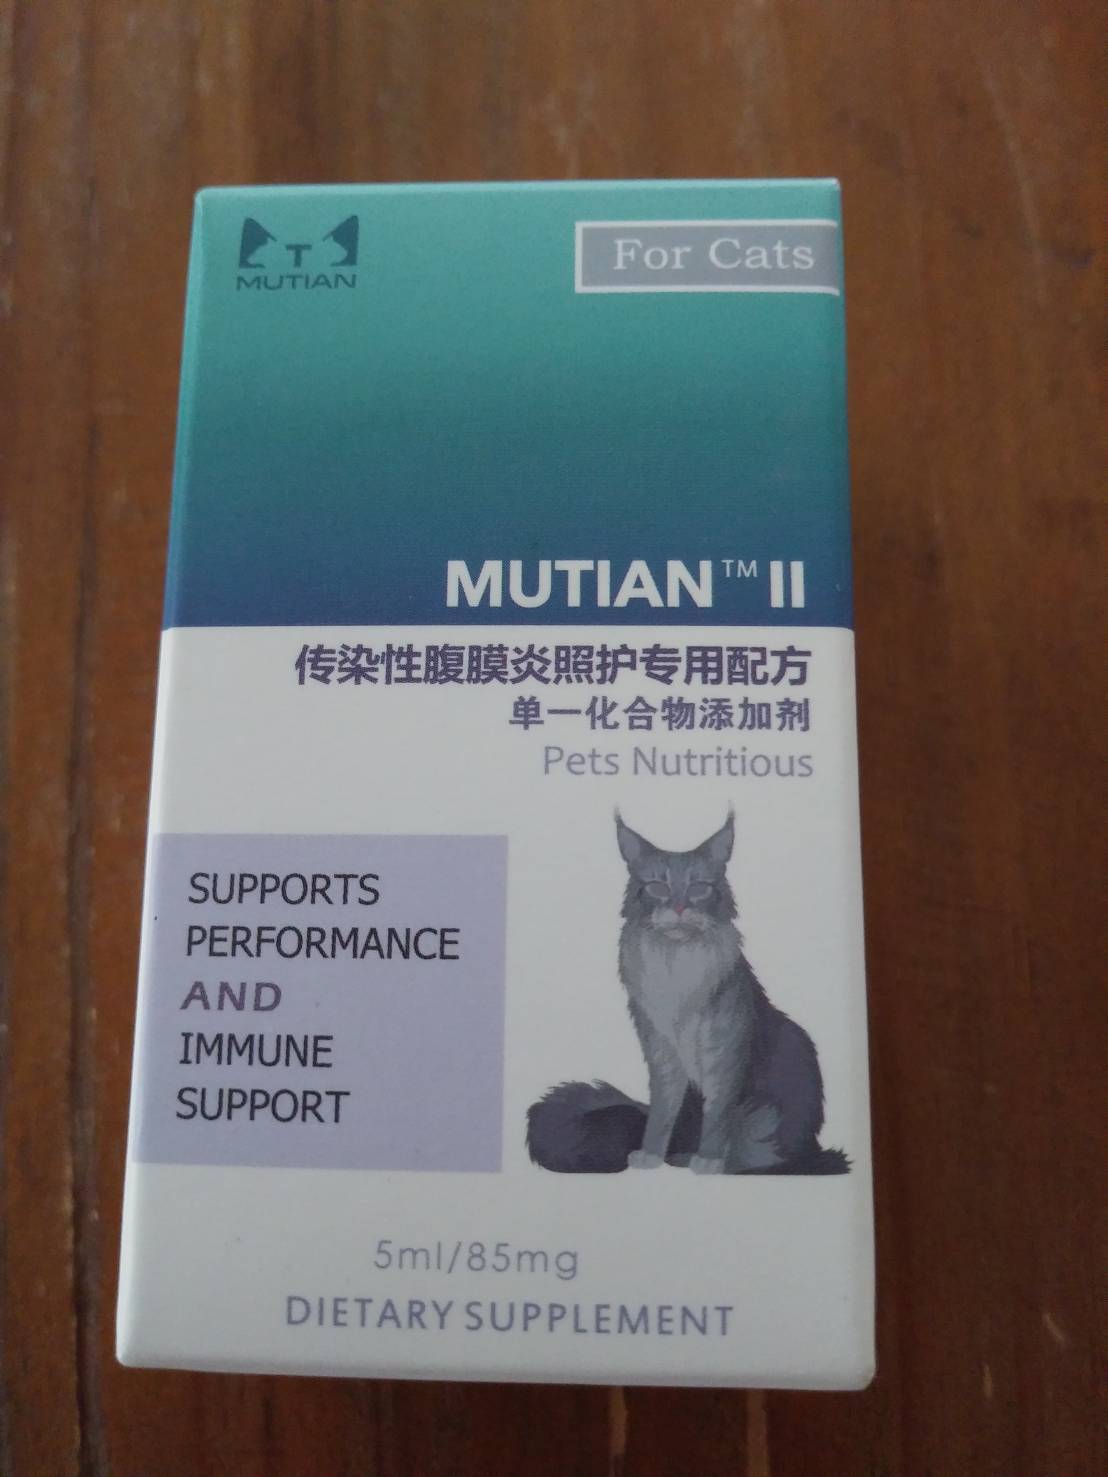 T
MUTIAN
For Cats
MUTIAN™ II
传染性腹膜炎照护专用配方
单一化合物添加剂
Pets Nutritious
SUPPORTS
PERFORMANCE
AND
IMMUNE
SUPPORT
5ml/85mg
DIETARY SUPPLEMENT